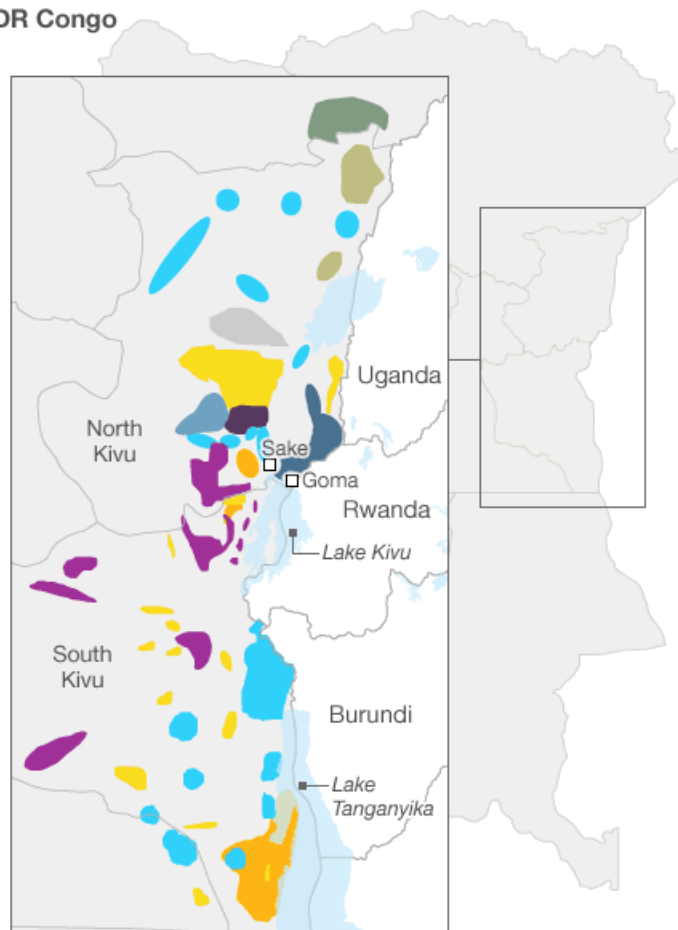 DR Congo
Uganda
North
Kivu
Sake
Goma
Rwanda
Lake Kivu
South
Kivu
Burundi
Lake
Tanganyika